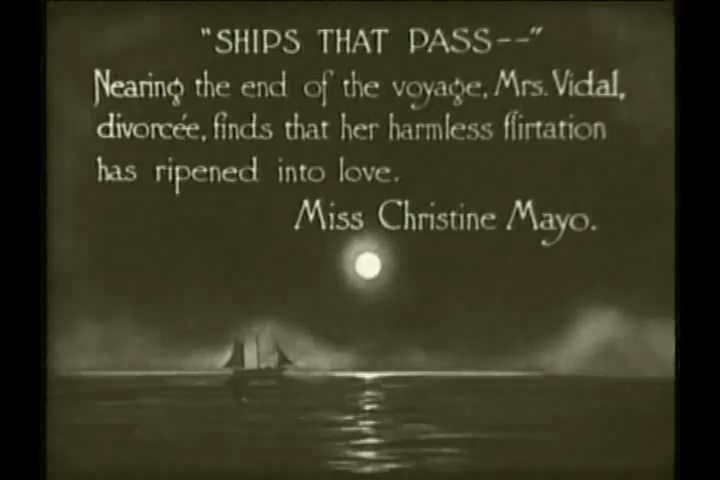 "SHIPS THAT PASS--"
Nearing the end of the voyage, Mrs. Vidal,
divorcée, finds that her harmless flirtation
has ripened into love.
Miss Christine Mayo.